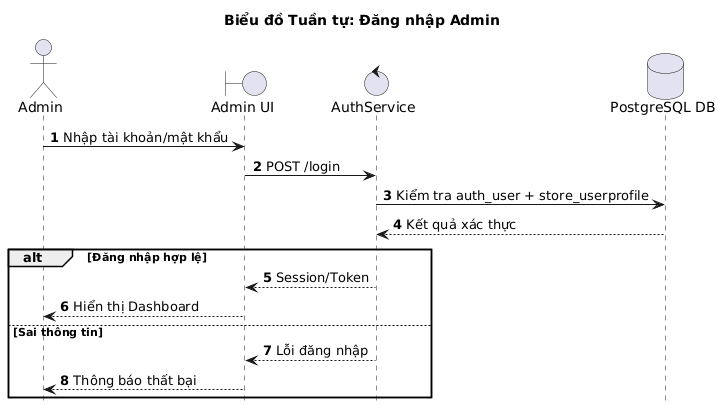 Biểu đồ Tuần tự: Đăng nhập Admin
Admin
Admin UI
AuthService
PostgreSQL DB
1 Nhập tài khoản/mật khẩu
2 POST /login
3 Kiểm tra auth_user + store_userprofile
4 Kết quả xác thực
alt [Đăng nhập hợp lệ]
5 Session/Token
6 Hiển thị Dashboard
[Sai thông tin]
7 Lỗi đăng nhập
8 Thông báo thất bại